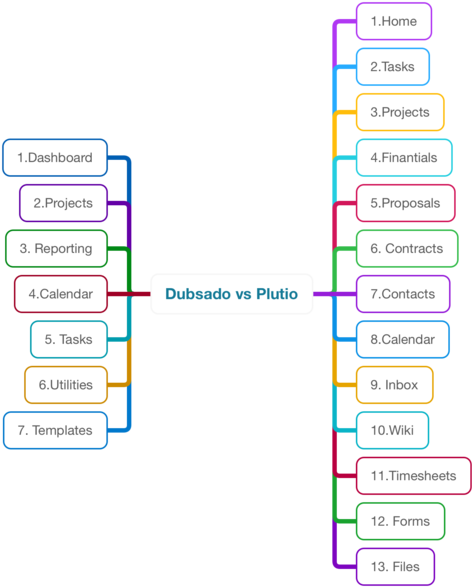 1.Dashboard
2.Projects
3. Reporting
4.Calendar
5. Tasks
6.Utilities
7. Templates
Dubsado vs Plutio
1.Home
2.Tasks
3.Projects
4.Finantials
5.Proposals
6. Contracts
7.Contacts
8.Calendar
9. Inbox
10.Wiki
11.Timesheets
12. Forms
13. Files